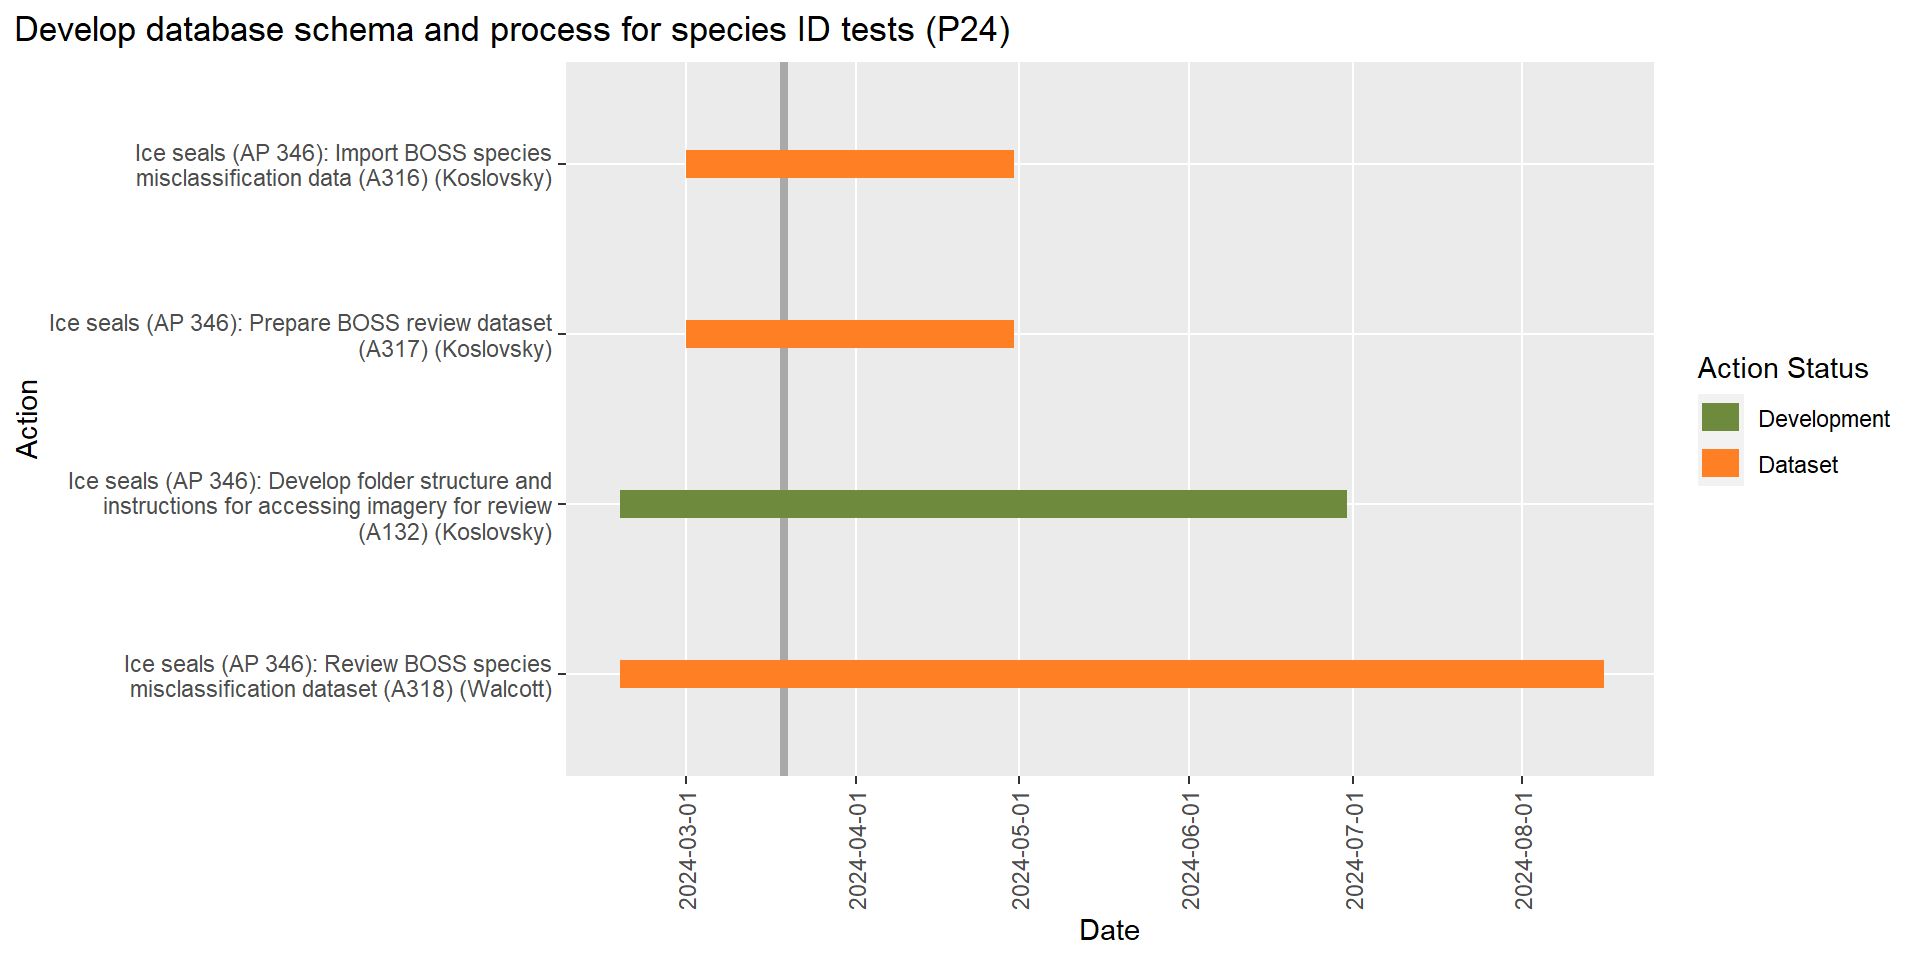 Develop database schema and process for species ID tests (P24)
Ice seals (AP 346): Import BOSS species
misclassification data (A316) (Koslovsky)
Ice seals (AP 346): Prepare BOSS review dataset
(A317) (Koslovsky)
Ice seals (AP 346): Develop folder structure and
instructions for accessing imagery for review
(A132) (Koslovsky)
Ice seals (AP 346): Review BOSS species
misclassification dataset (A318) (Walcott)
Action
2024-03-01
2024-04-01
2024-05-01
2024-06-01
2024-07-01
2024-08-01
Date
Action Status
Development
Dataset